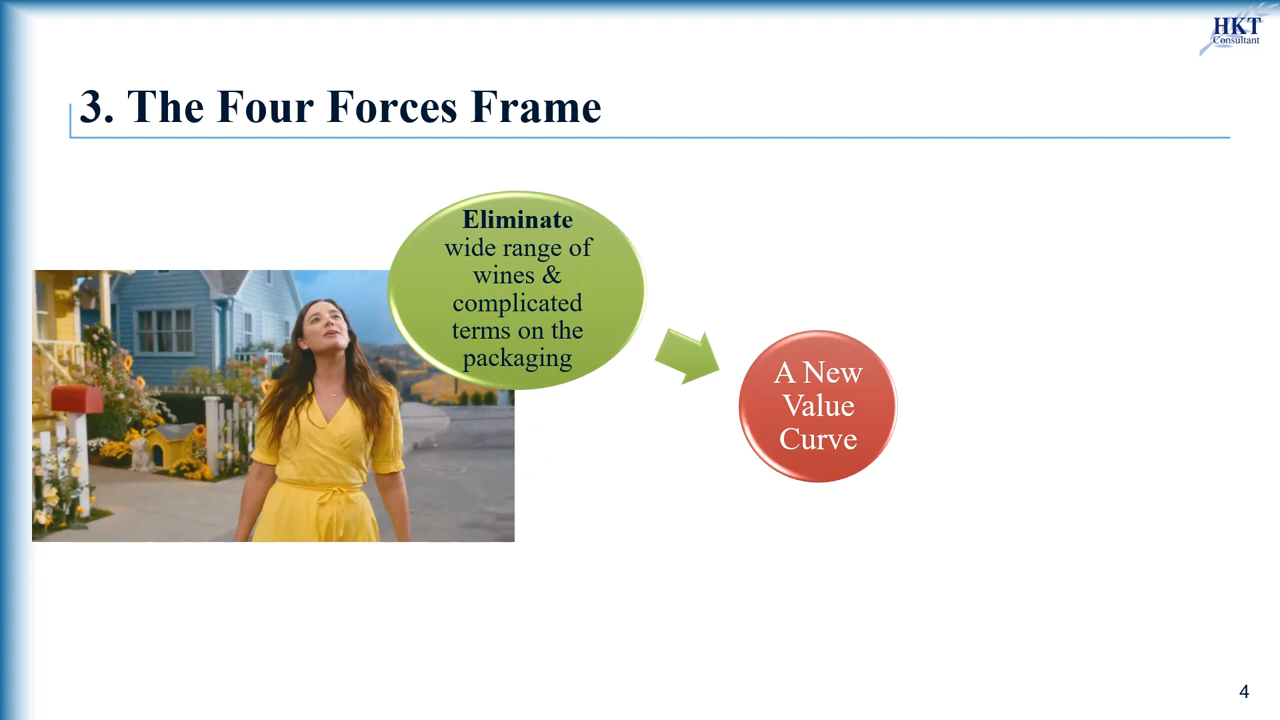 HKT
Consultant
3. The Four Forces Frame
Eliminate
wide range of
wines &
complicated
terms on the
packaging
A New
Value
Curve
4